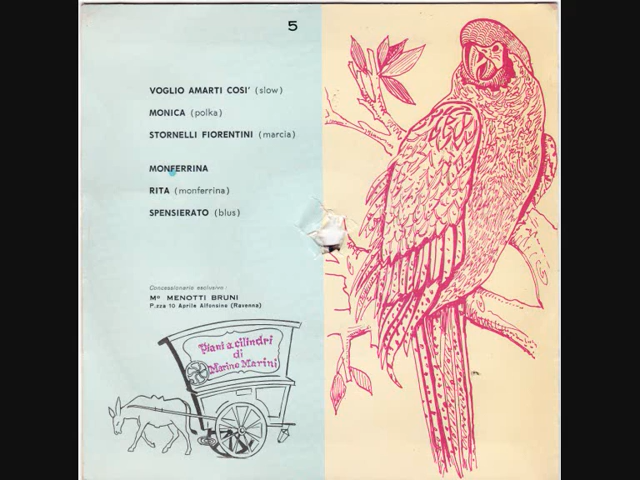 5
VOGLIO AMARTI COSI' (slow)
MONICA (polka)
STORNELLI FIORENTINI (marcia)
MONFERRINA
RITA (monferrina)
SPENSIERATO (blus)
Concessionario esclusivo:
Mº MENOTTI BRUNI
P.zza 10 Aprile Alfonsine (Ravenna)
Piani a cilindri
di
Marino Marini